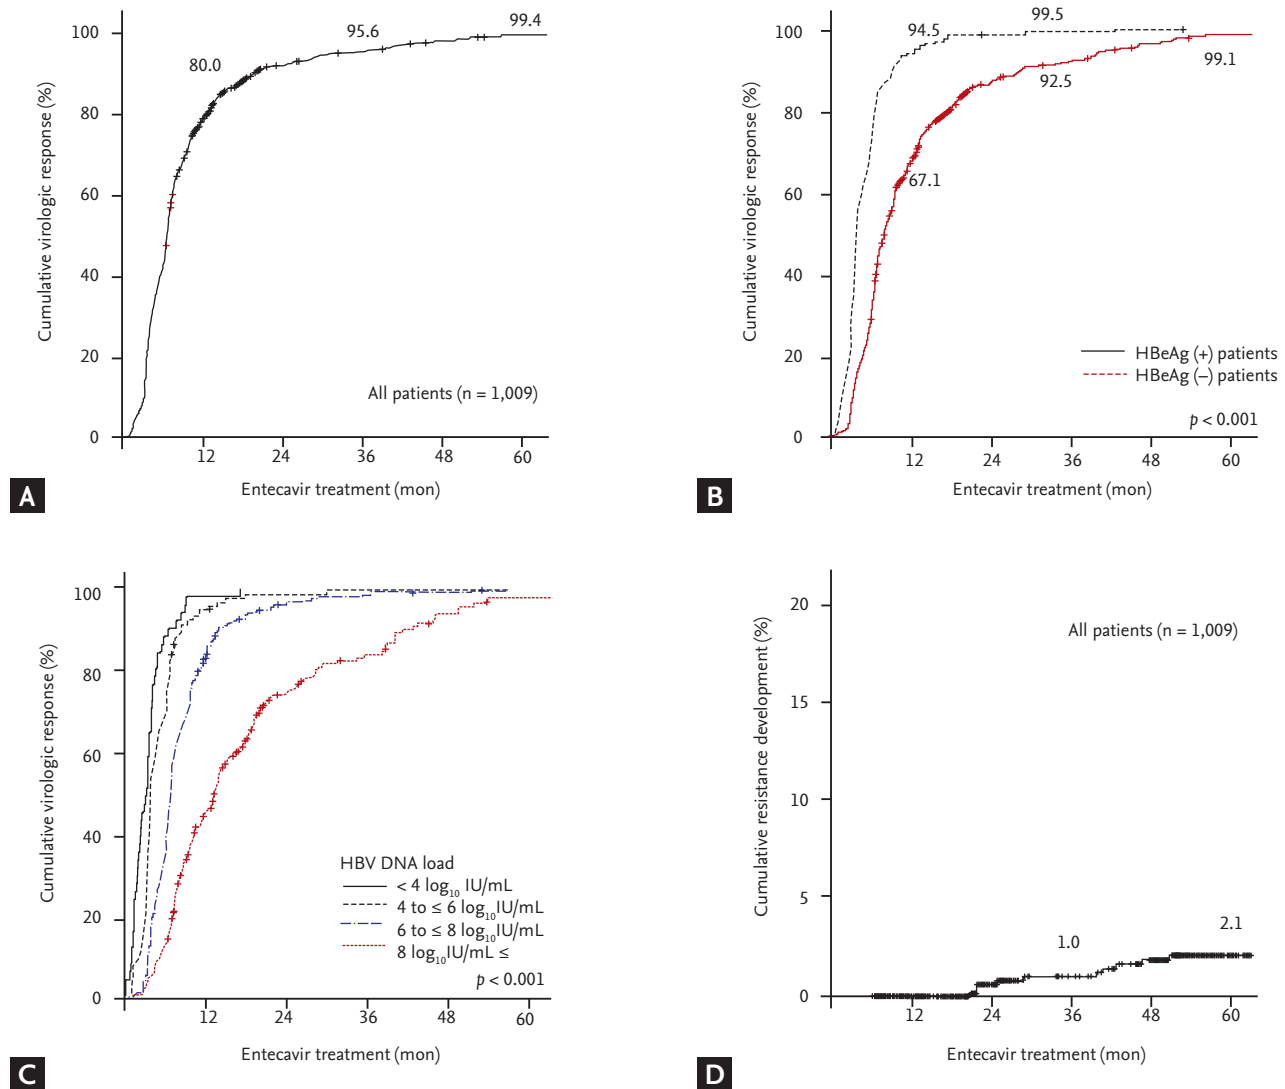 Cumulative virologic response (%)
100
80
60
40
20
0
80.0
95.6
99.4
All patients (n = 1,009)
12
24
36
48
60
Entecavir treatment (mon)
A
Cumulative virologic response (%)
100
80
60
40
20
0
94.5
99.5
99.1
92.5
67.1
HBeAg (+) patients
HBeAg (–) patients
p < 0.001
12
24
36
48
60
Entecavir treatment (mon)
B
Cumulative virologic response (%)
100
80
60
40
20
0
HBV DNA load
< 4 log10 IU/mL
4 to ≤ 6 log10IU/mL
6 to ≤ 8 log10IU/mL
8 log10IU/mL ≤
p < 0.001
12
24
36
48
60
Entecavir treatment (mon)
C
Cumulative resistance development (%)
20
15
10
5
0
All patients (n = 1,009)
1.0
2.1
12
24
36
48
60
Entecavir treatment (mon)
D